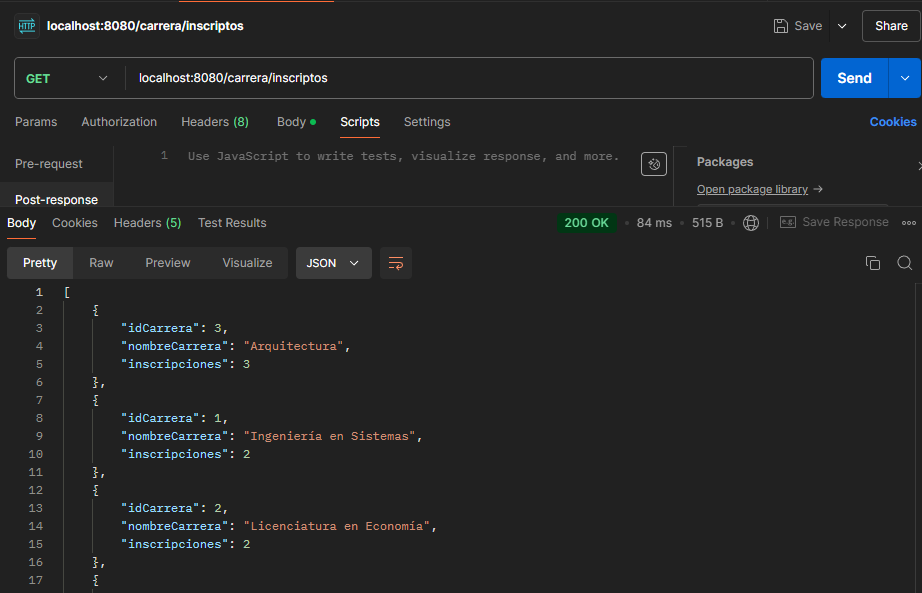 HTTP localhost:8080/carrera/inscriptos Save Share
GET localhost:8080/carrera/inscriptos Send
Params Authorization Headers (8) Body Scripts Settings Cookies
Pre-request
1 Use JavaScript to write tests, visualize response, and more.
Packages
Post-response
Open package library →
Body Cookies Headers (5) Test Results 200 OK • 84 ms • 515 B • e.g. Save Response
Pretty Raw Preview Visualize JSON
1 [
2 {
3 "idCarrera": 3,
4 "nombreCarrera": "Arquitectura",
5 "inscripciones": 3
6 },
7 {
8 "idCarrera": 1,
9 "nombreCarrera": "Ingeniería en Sistemas",
10 "inscripciones": 2
11 },
12 {
13 "idCarrera": 2,
14 "nombreCarrera": "Licenciatura en Economía",
15 "inscripciones": 2
16 },
17 {